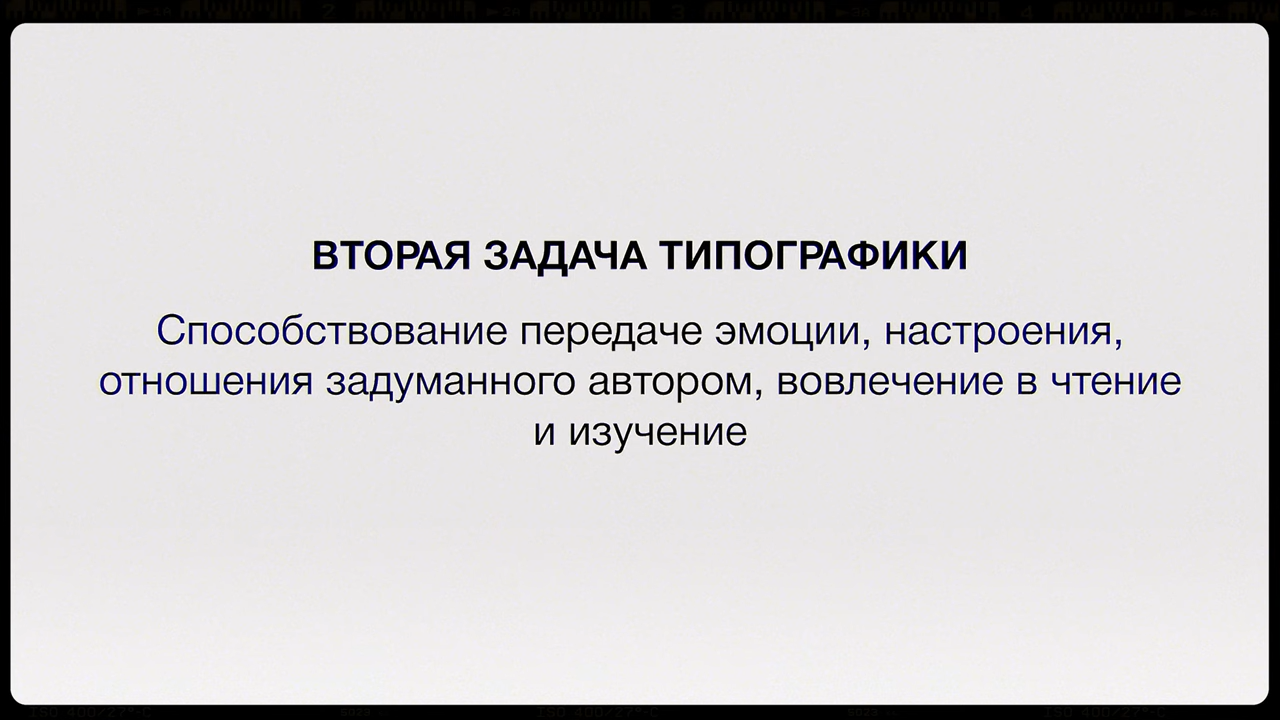 ВТОРАЯ ЗАДАЧА ТИПОГРАФИКИ
Способствование передаче эмоции, настроения,
отношения задуманного автором, вовлечение в чтение
и изучение